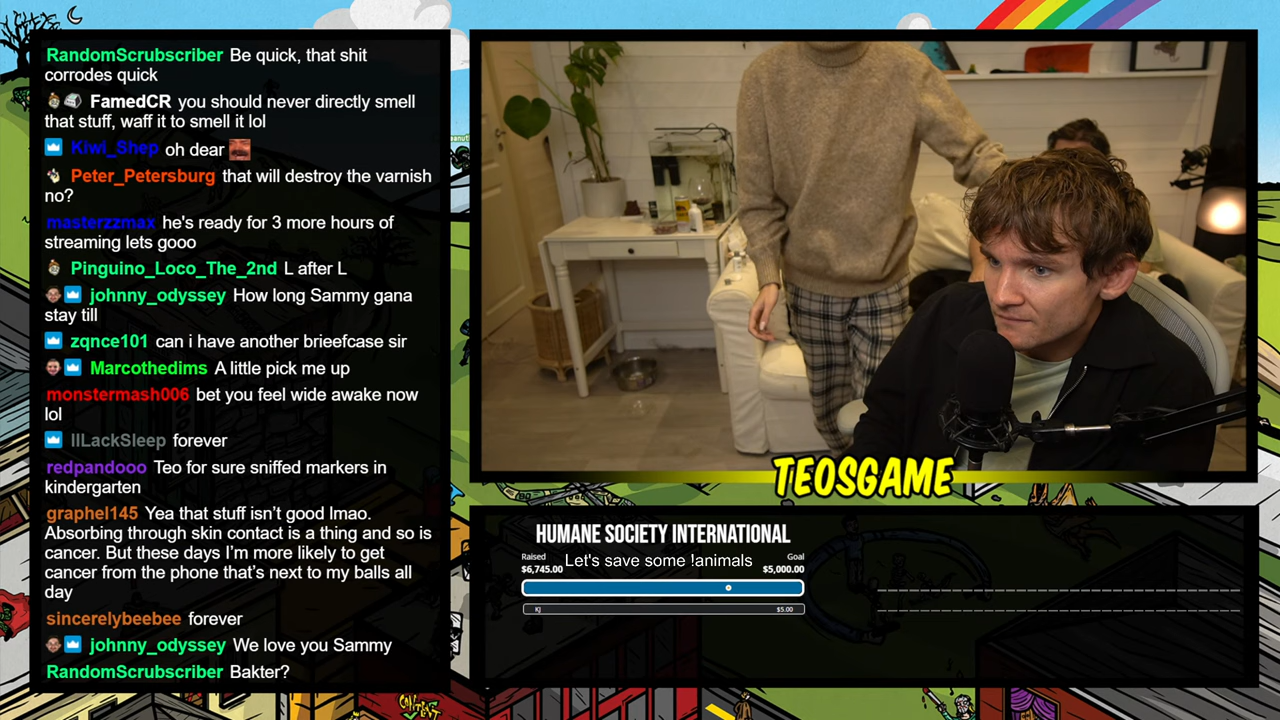 RandomScrubscriber Be quick, that shit
corrodes quick
FamedCR you should never directly smell
that stuff, waff it to smell it lol
Kiwi_Shep oh dear
Peter_Petersburg that will destroy the varnish
no?
masterzzmax he's ready for 3 more hours of
streaming lets gooo
Pinguino_Loco_The_2nd L after L
johnny_odyssey How long Sammy gana
stay till
zqnce101 can i have another brieefcase sir
Marcothedims A little pick me up
monstermash006 bet you feel wide awake now
lol
llLackSleep forever
redpandooo Teo for sure sniffed markers in
kindergarten
graphel145 Yea that stuff isn't good lmao.
Absorbing through skin contact is a thing and so is
cancer. But these days I'm more likely to get
cancer from the phone that's next to my balls all
day
sincerelybeebee forever
johnny_odyssey We love you Sammy
RandomScrubscriber Bakter?
TEOSGAME
HUMANE SOCIETY INTERNATIONAL
Raised Let's save some !animals Goal
$6,745.00 $5,000.00
KJ $5.00
CONTENT